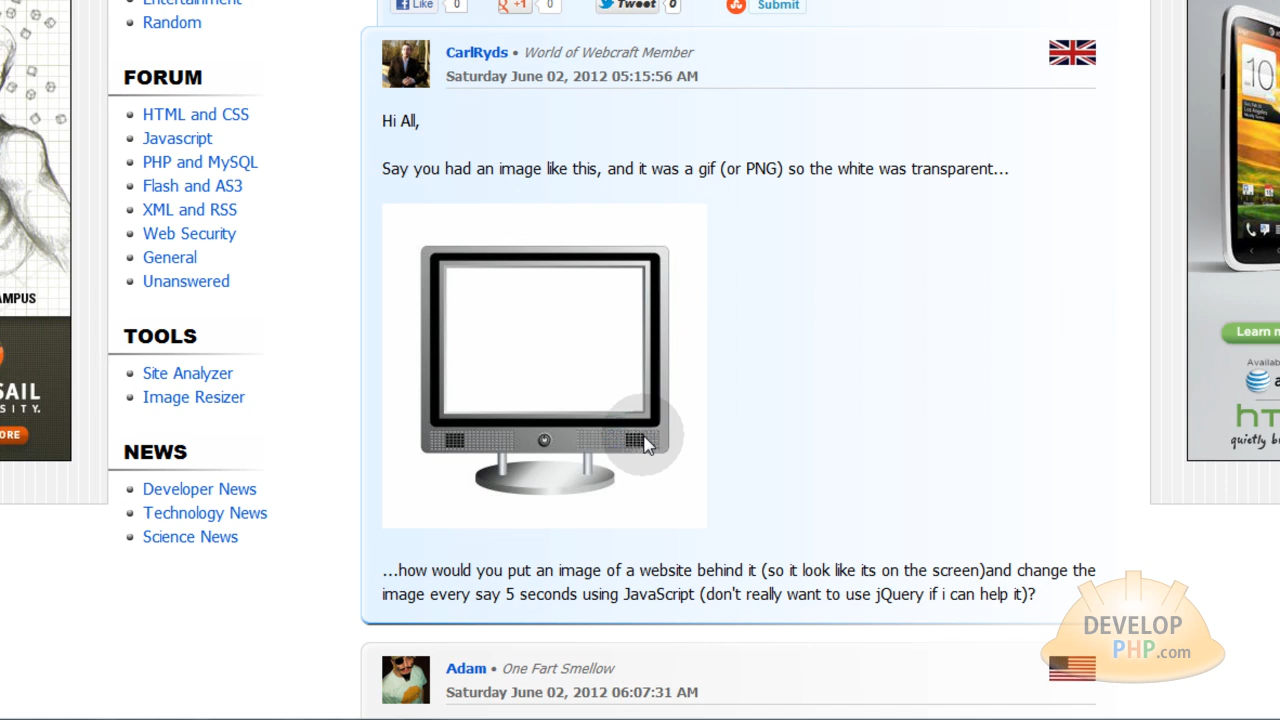 Entertainment
Random
FORUM
HTML and CSS
Javascript
PHP and MySQL
Flash and AS3
XML and RSS
Web Security
General
Unanswered
TOOLS
Site Analyzer
Image Resizer
NEWS
Developer News
Technology News
Science News
AMPUS
SAIL
SITY.
ORE
Like 0 +1 0 Tweet 0 Submit
CarlRyds • World of Webcraft Member
Saturday June 02, 2012 05:15:56 AM
Hi All,
Say you had an image like this, and it was a gif (or PNG) so the white was transparent...
...how would you put an image of a website behind it (so it look like its on the screen)and change the
image every say 5 seconds using JavaScript (don't really want to use jQuery if i can help it)?
Adam • One Fart Smellow
Saturday June 02, 2012 06:07:31 AM
10
Learn m
Availab
at
ht
quietly b
DEVELOP
PHP.com